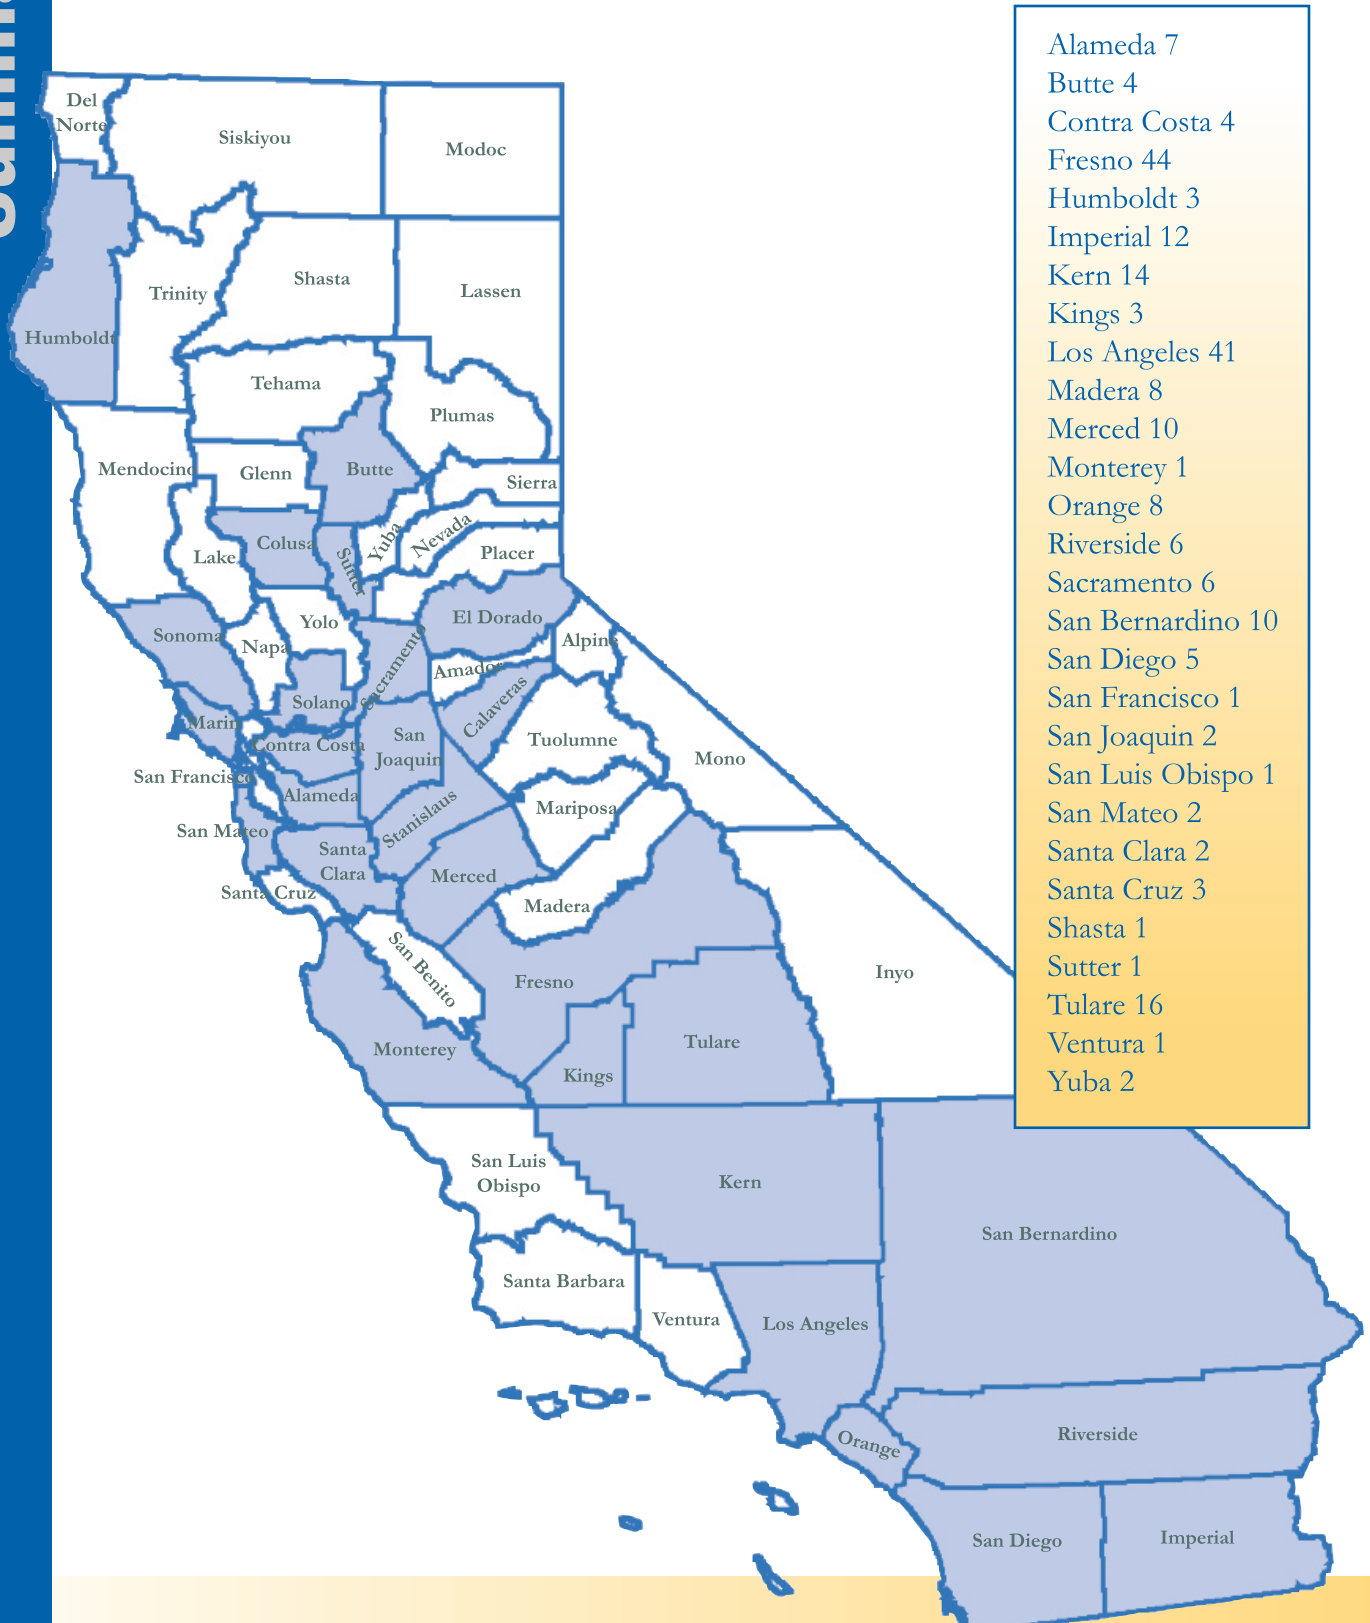 Del
Norte
Siskiyou
Modoc
Humboldt
Trinity
Shasta
Lassen
Tehama
Plumas
Mendocino
Glenn
Butte
Sierra
Lake
Colusa
Sutter
Yuba
Nevada
Placer
Sonoma
Napa
Yolo
Sacramento
El Dorado
Alpine
Amador
Calaveras
Solano
Marin
Contra Costa
San
Joaquin
Tuolumne
Mono
San Francisco
Alameda
Stanislaus
Mariposa
San Mateo
Santa
Clara
Merced
Santa Cruz
Madera
San Benito
Fresno
Inyo
Monterey
Kings
Tulare
San Luis
Obispo
Kern
San Bernardino
Santa Barbara
Ventura
Los Angeles
Orange
Riverside
San Diego
Imperial
Alameda 7
Butte 4
Contra Costa 4
Fresno 44
Humboldt 3
Imperial 12
Kern 14
Kings 3
Los Angeles 41
Madera 8
Merced 10
Monterey 1
Orange 8
Riverside 6
Sacramento 6
San Bernardino 10
San Diego 5
San Francisco 1
San Joaquin 2
San Luis Obispo 1
San Mateo 2
Santa Clara 2
Santa Cruz 3
Shasta 1
Sutter 1
Tulare 16
Ventura 1
Yuba 2